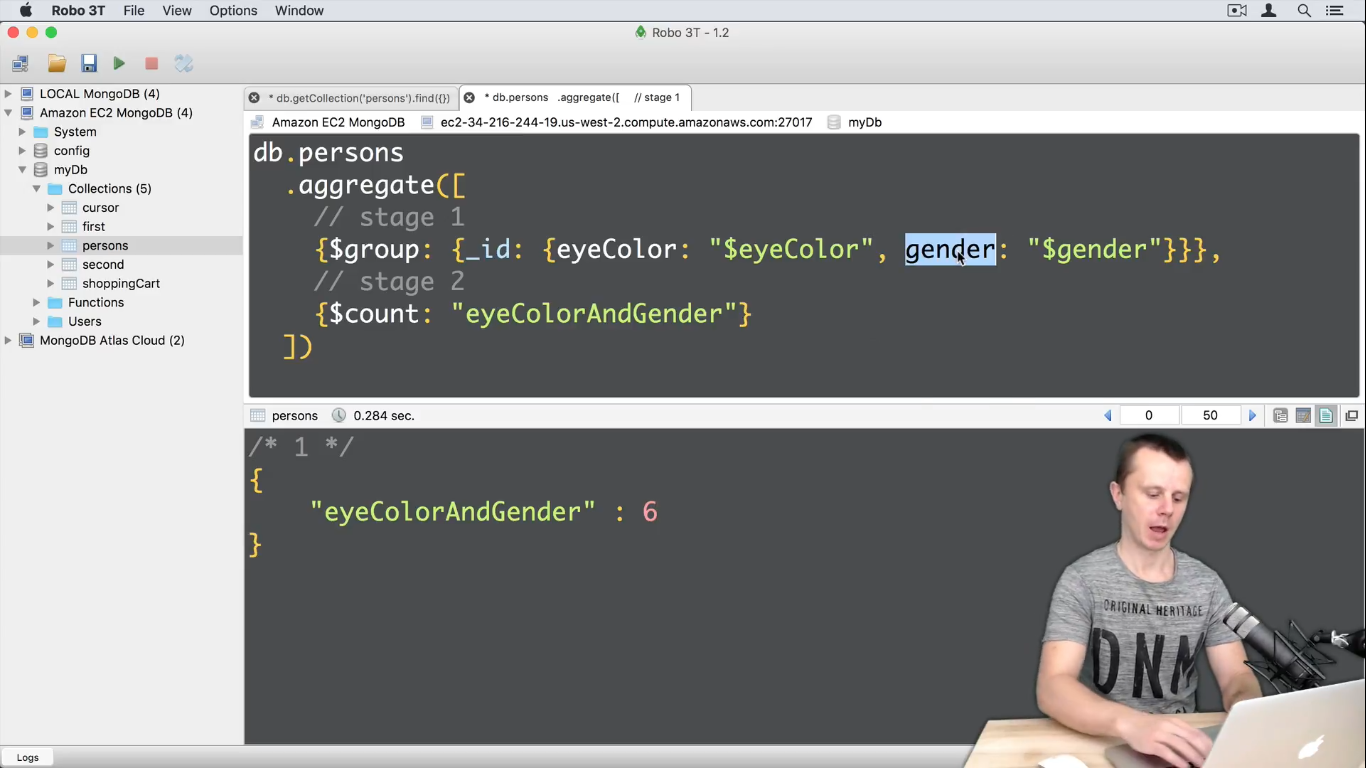 Robo 3T File View Options Window
Robo 3T - 1.2
LOCAL MongoDB (4)
Amazon EC2 MongoDB (4)
System
config
myDb
Collections (5)
cursor
first
persons
second
shoppingCart
Functions
Users
MongoDB Atlas Cloud (2)
* db.getCollection('persons').find({}) * db.persons .aggregate([ // stage 1
Amazon EC2 MongoDB ec2-34-216-244-19.us-west-2.compute.amazonaws.com:27017 myDb
db.persons
.aggregate([
// stage 1
{$group: {_id: {eyeColor: "$eyeColor", gender: "$gender"}}},
// stage 2
{$count: "eyeColorAndGender"}
])
persons 0.284 sec. 0 50
/* 1 */
{
"eyeColorAndGender" : 6
}
ORIGINAL HERITAGE
DNM
Logs